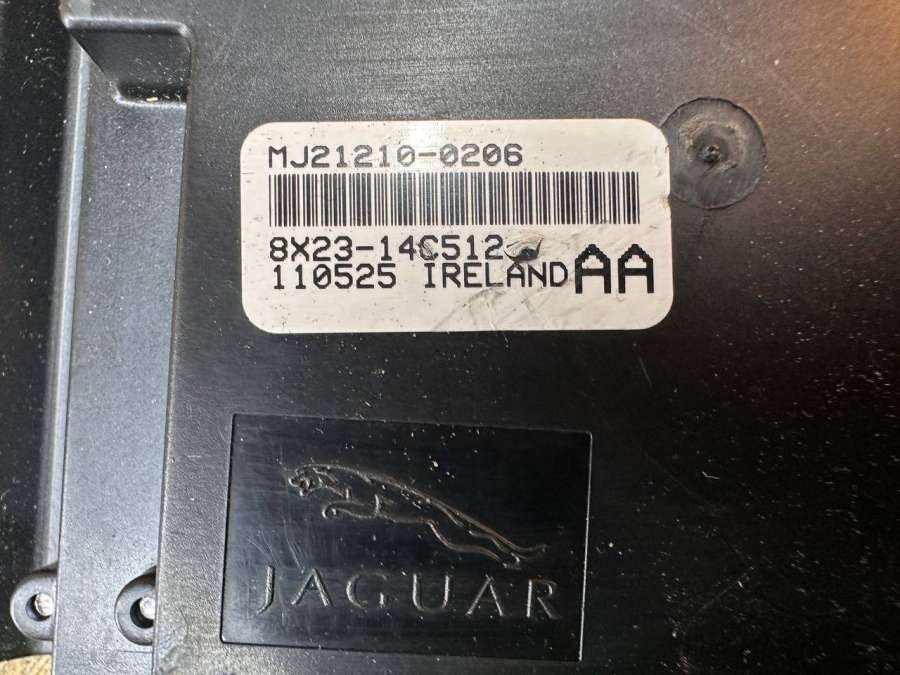 MJ21210-0206
8X23-14C512
110525 IRELAND AA
JAGUAR